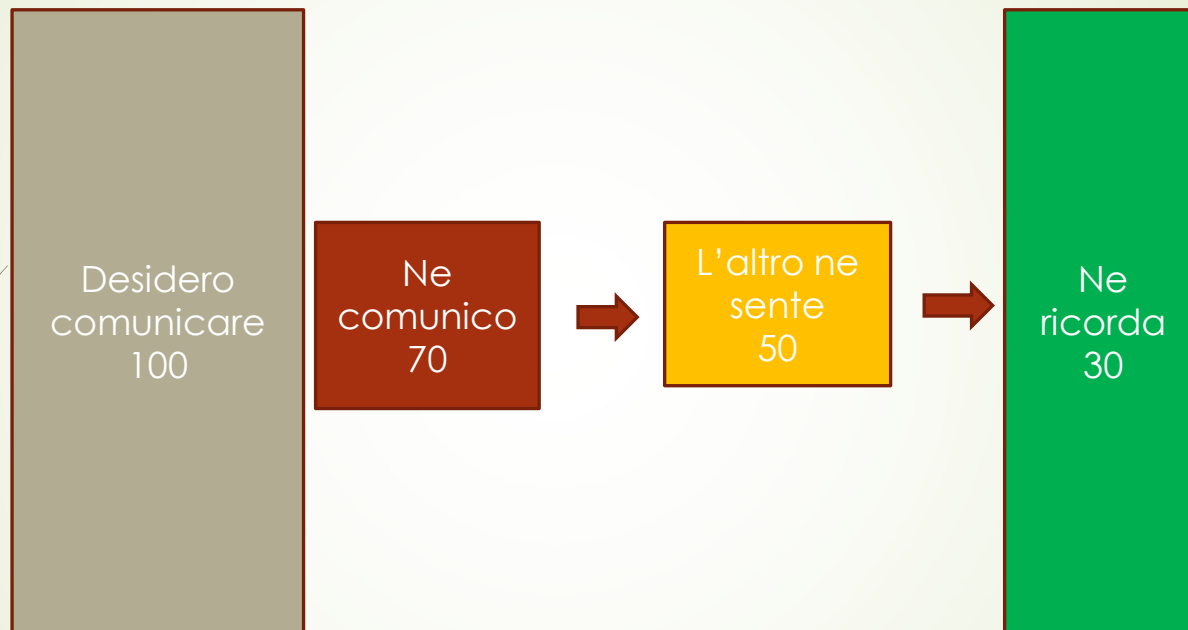 Desidero
comunicare
100
Ne
comunico
70
L’altro ne
sente
50
Ne
ricorda
30